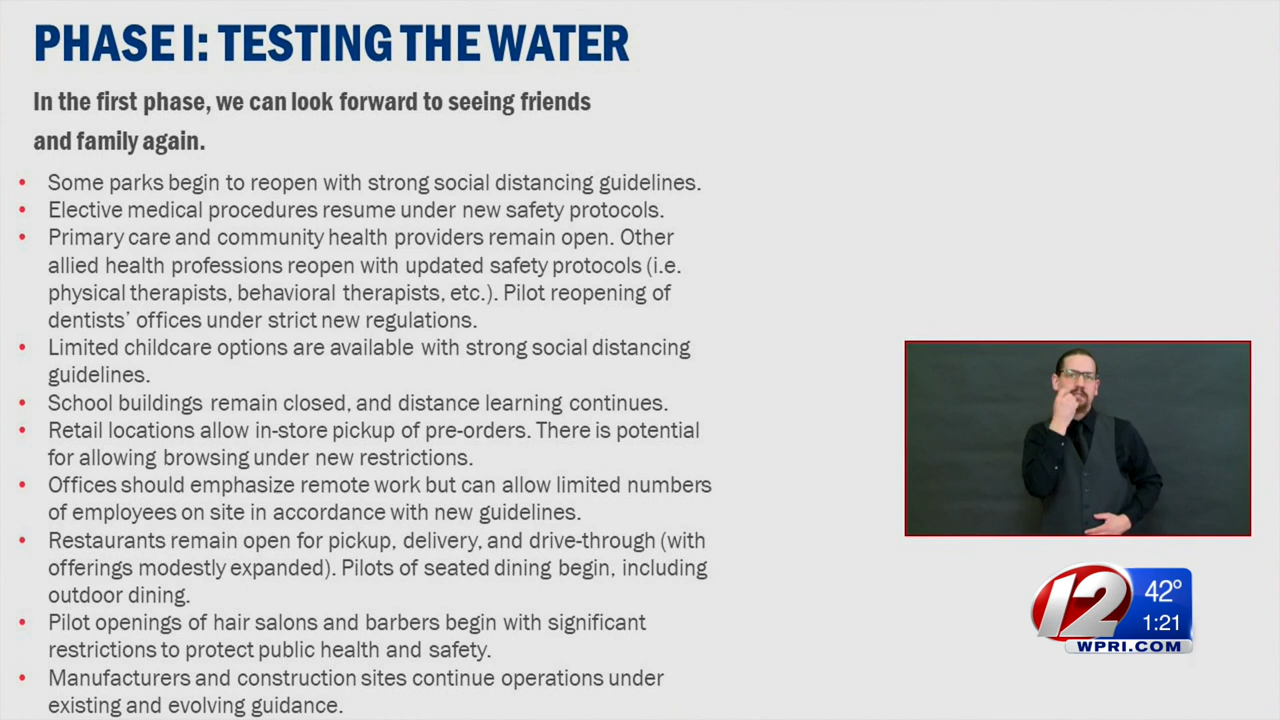 PHASE I: TESTING THE WATER
In the first phase, we can look forward to seeing friends
and family again.
• Some parks begin to reopen with strong social distancing guidelines.
• Elective medical procedures resume under new safety protocols.
• Primary care and community health providers remain open. Other
allied health professions reopen with updated safety protocols (i.e.
physical therapists, behavioral therapists, etc.). Pilot reopening of
dentists’ offices under strict new regulations.
• Limited childcare options are available with strong social distancing
guidelines.
• School buildings remain closed, and distance learning continues.
• Retail locations allow in-store pickup of pre-orders. There is potential
for allowing browsing under new restrictions.
• Offices should emphasize remote work but can allow limited numbers
of employees on site in accordance with new guidelines.
• Restaurants remain open for pickup, delivery, and drive-through (with
offerings modestly expanded). Pilots of seated dining begin, including
outdoor dining.
• Pilot openings of hair salons and barbers begin with significant
restrictions to protect public health and safety.
• Manufacturers and construction sites continue operations under
existing and evolving guidance.
12
42°
1:21
WPRI.COM